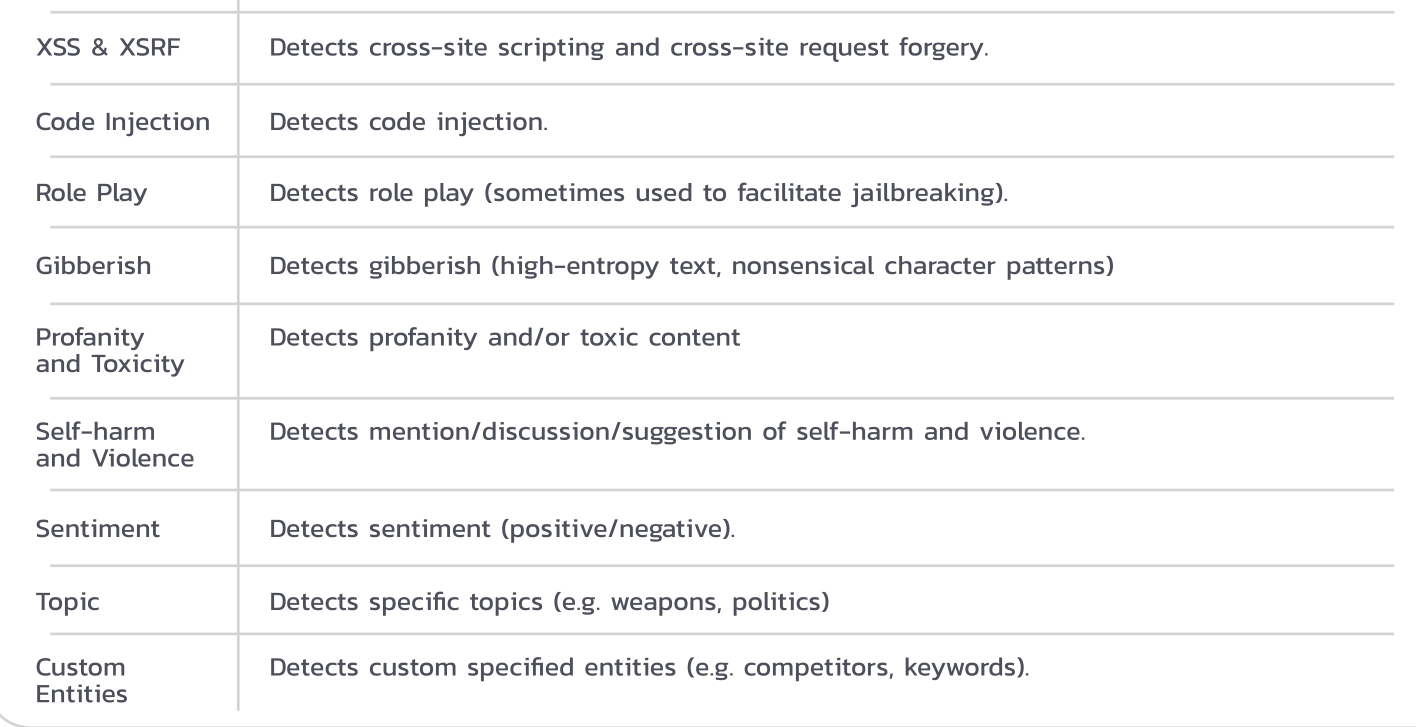 XSS & XSRF
Detects cross-site scripting and cross-site request forgery.
Code Injection
Detects code injection.
Role Play
Detects role play (sometimes used to facilitate jailbreaking).
Gibberish
Detects gibberish (high-entropy text, nonsensical character patterns)
Profanity
and Toxicity
Detects profanity and/or toxic content
Self-harm
and Violence
Detects mention/discussion/suggestion of self-harm and violence.
Sentiment
Detects sentiment (positive/negative).
Topic
Detects specific topics (e.g. weapons, politics)
Custom
Entities
Detects custom specified entities (e.g. competitors, keywords).